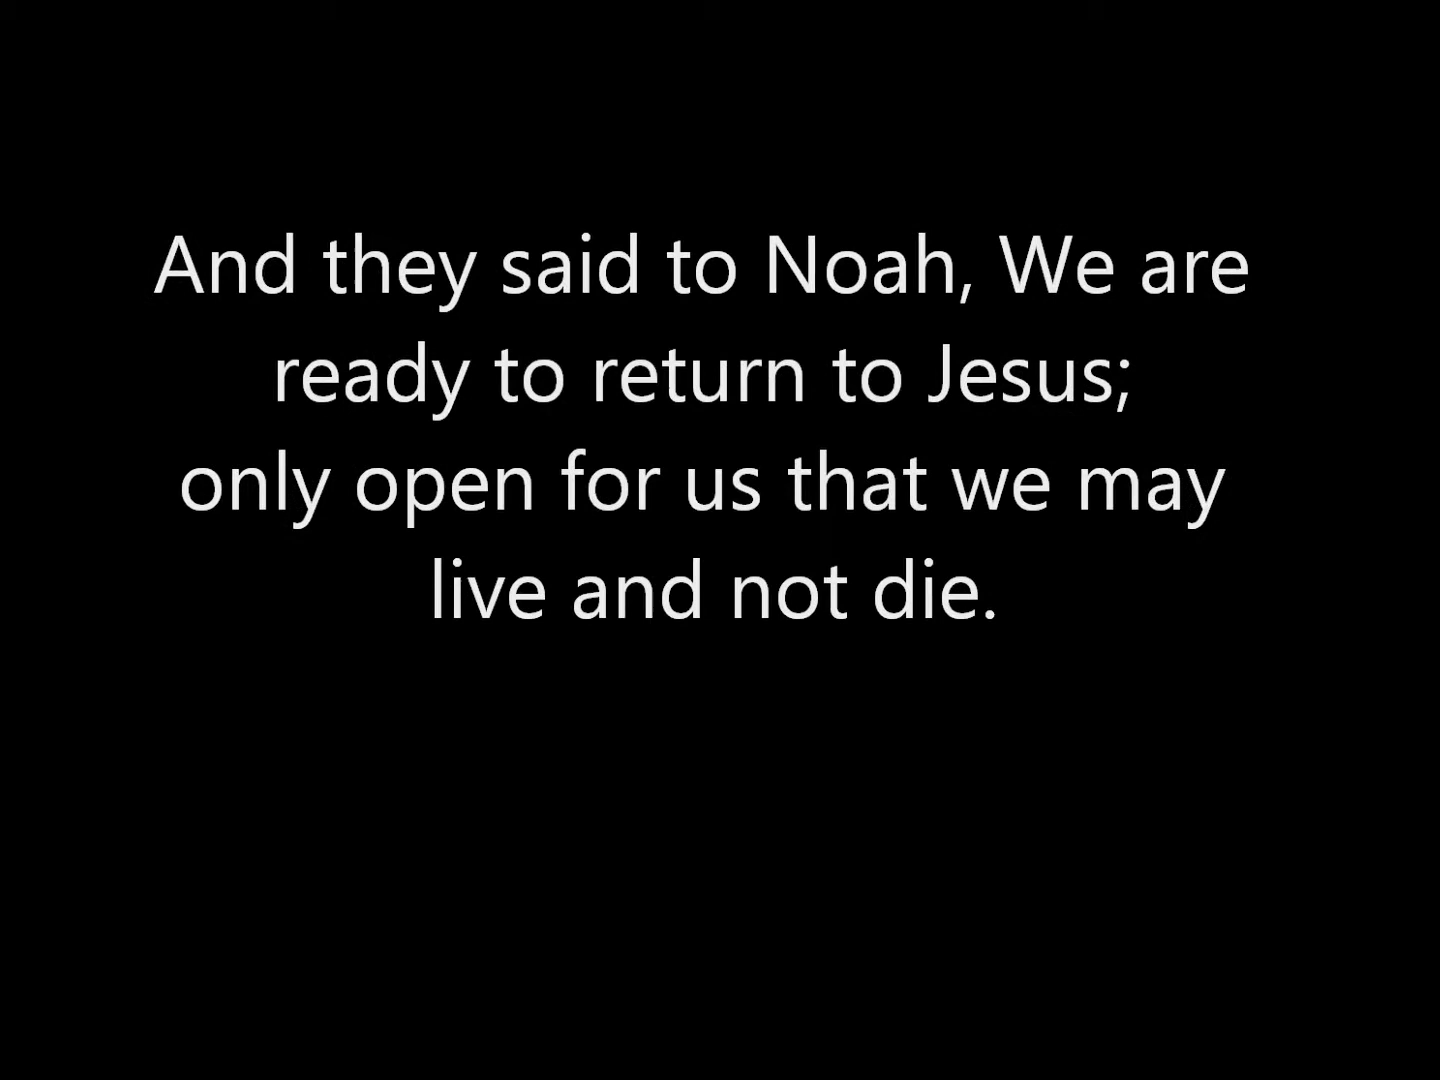 And they said to Noah, We are
ready to return to Jesus;
only open for us that we may
live and not die.